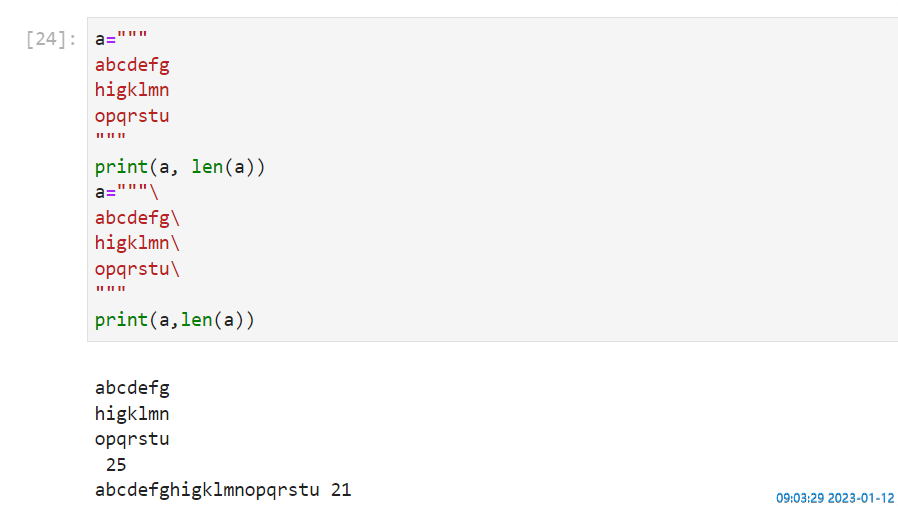 [24]:
a="""
abcdefg
higklmn
opqrstu
"""
print(a, len(a))
a="""\
abcdefg\
higklmn\
opqrstu\
"""
print(a,len(a))
abcdefg
higklmn
opqrstu
 25
abcdefghigklmnopqrstu 21
09:03:29 2023-01-12